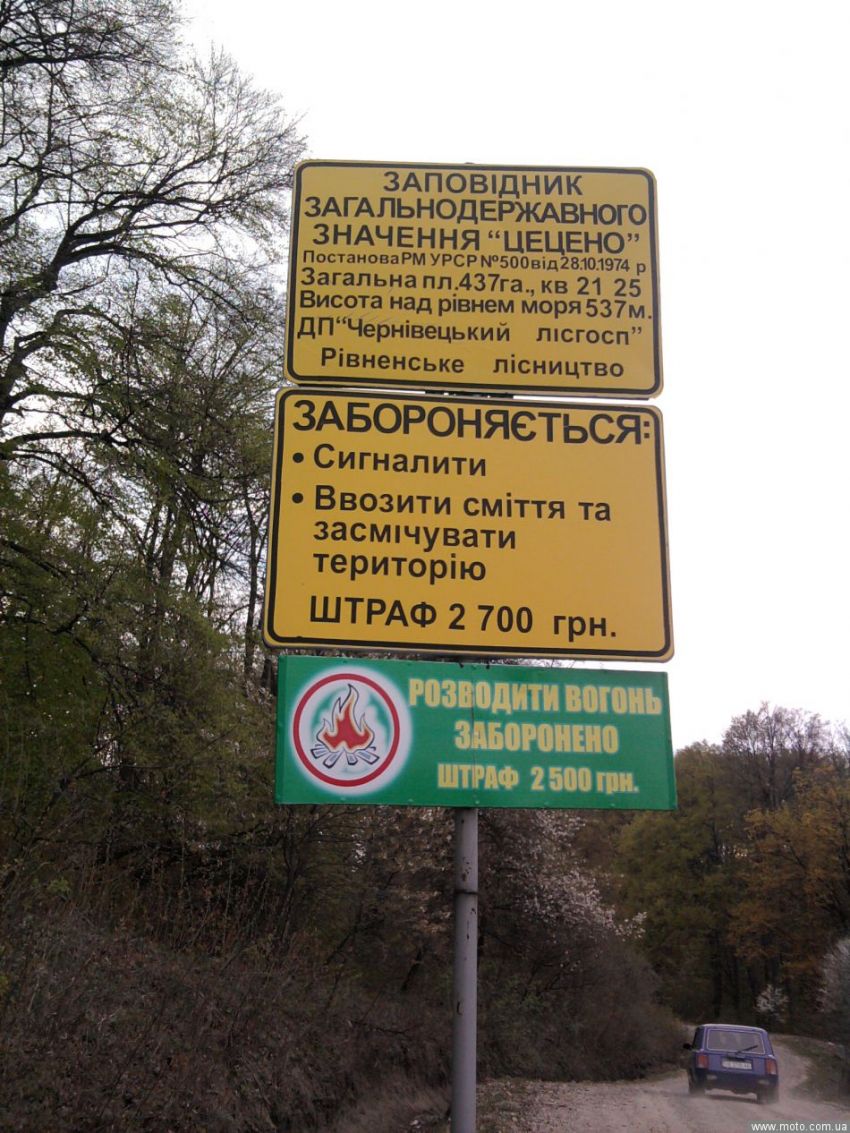 ЗАПОВІДНИК
ЗАГАЛЬНОДЕРЖАВНОГО
ЗНАЧЕННЯ "ЦЕЦЕНО"
Постанова РМ УРСР №500 від 28.10.1974 р
Загальна пл.437га., кв 21 25
Висота над рівнем моря 537м.
ДП "Чернівецький лісгосп"
Рівненське лісництво
ЗАБОРОНЯЄТЬСЯ:
• Сигналити
• Ввозити сміття та
засмічувати
територію
ШТРАФ 2 700 грн.
РОЗВОДИТИ ВОГОНЬ
ЗАБОРОНЕНО
ШТРАФ 2 500 грн.
www.moto.com.ua